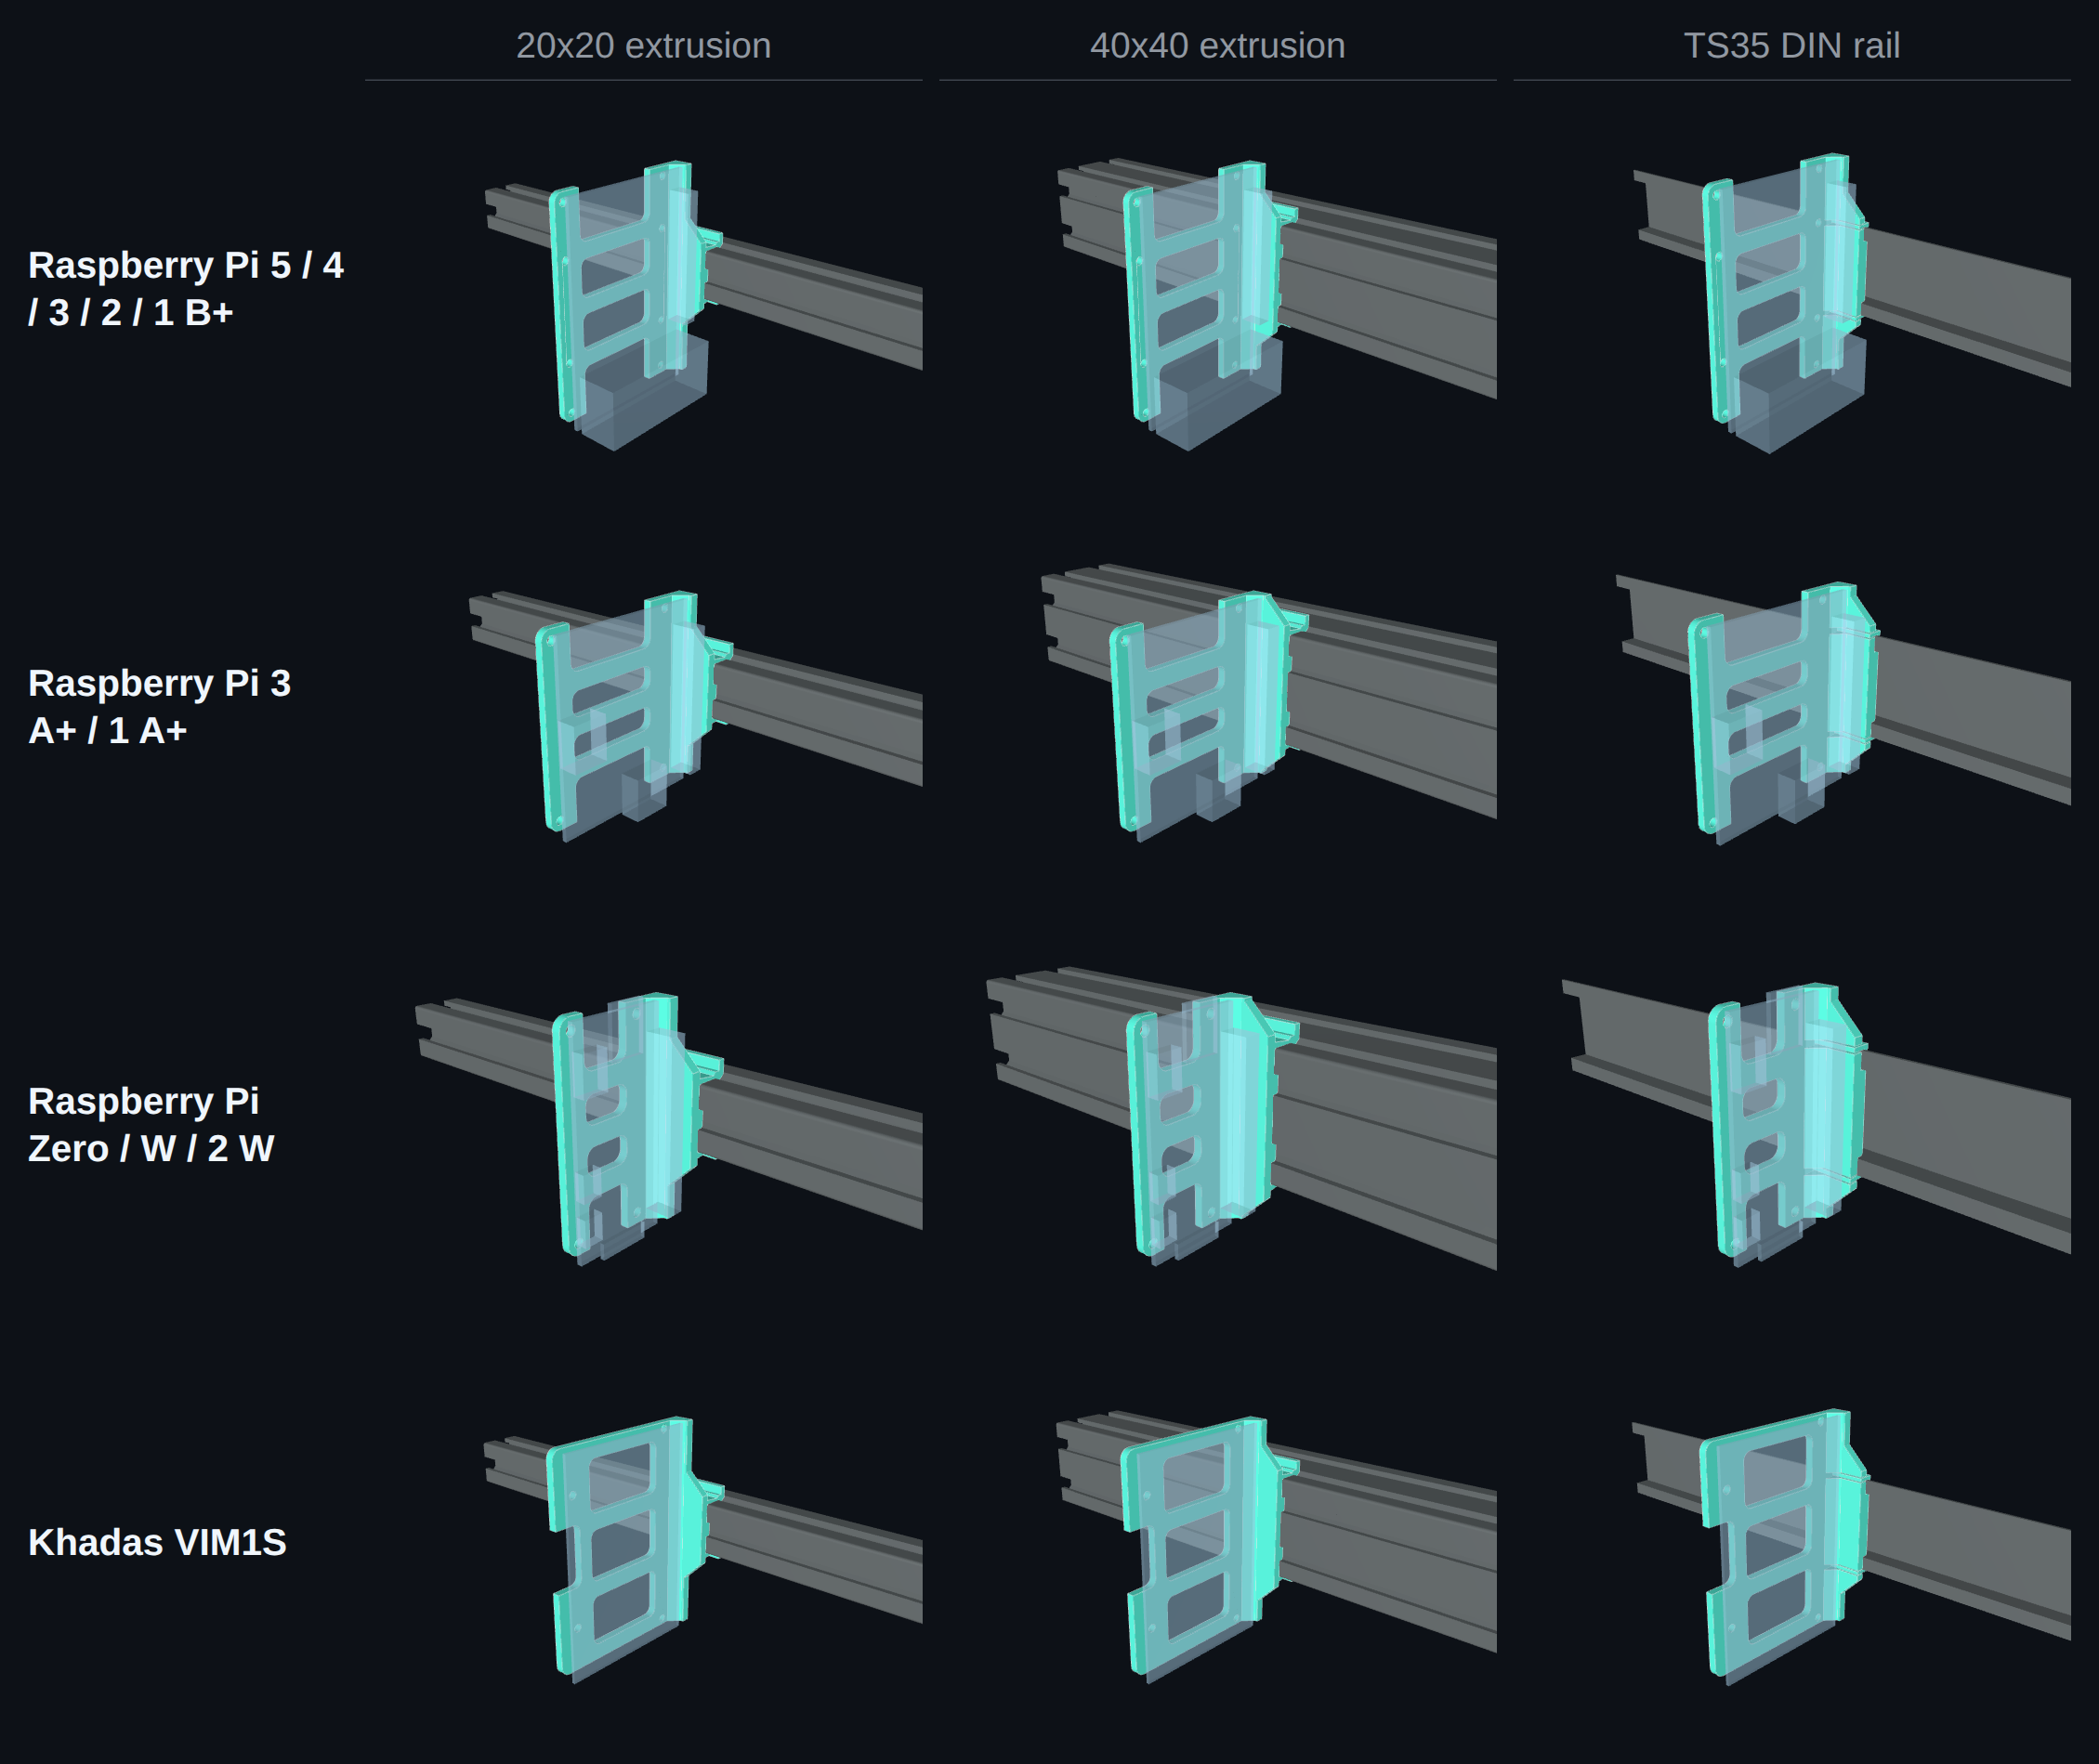 20x20 extrusion
40x40 extrusion
TS35 DIN rail
Raspberry Pi 5 / 4
/ 3 / 2 / 1 B+
Raspberry Pi 3
A+ / 1 A+
Raspberry Pi
Zero / W / 2 W
Khadas VIM1S